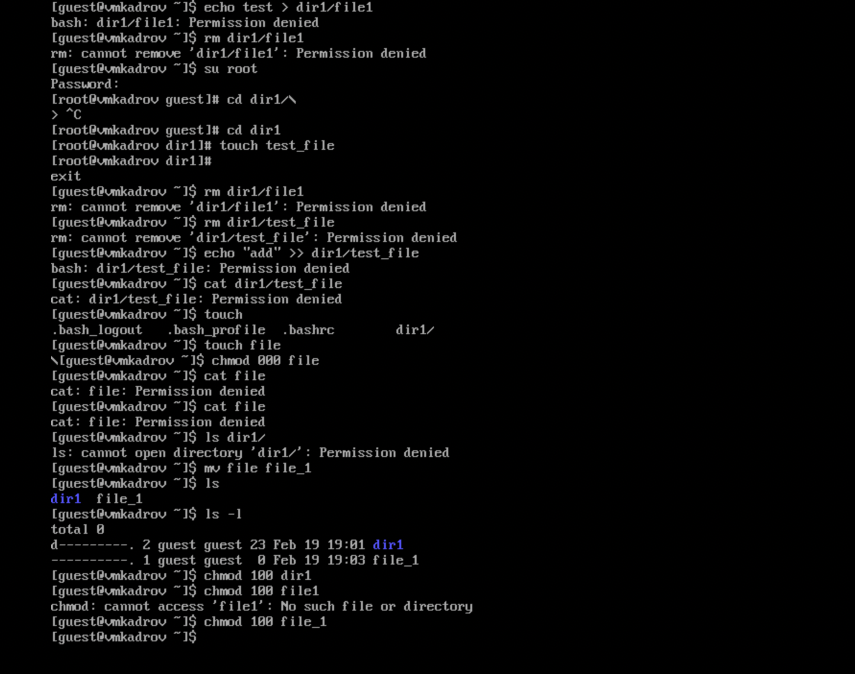 [guest@vmkadrov ~]$ echo test > dir1/file1
bash: dir1/file1: Permission denied
[guest@vmkadrov ~]$ rm dir1/file1
rm: cannot remove 'dir1/file1': Permission denied
[guest@vmkadrov ~]$ su root
Password:
[root@vmkadrov guest]# cd dir1/\
> ^C
[root@vmkadrov guest]# cd dir1
[root@vmkadrov dir1]# touch test_file
[root@vmkadrov dir1]#
exit
[guest@vmkadrov ~]$ rm dir1/file1
rm: cannot remove 'dir1/file1': Permission denied
[guest@vmkadrov ~]$ rm dir1/test_file
rm: cannot remove 'dir1/test_file': Permission denied
[guest@vmkadrov ~]$ echo "add" >> dir1/test_file
bash: dir1/test_file: Permission denied
[guest@vmkadrov ~]$ cat dir1/test_file
cat: dir1/test_file: Permission denied
[guest@vmkadrov ~]$ touch
.bash_logout   .bash_profile  .bashrc        dir1/
[guest@vmkadrov ~]$ touch file
\[guest@vmkadrov ~]$ chmod 000 file
[guest@vmkadrov ~]$ cat file
cat: file: Permission denied
[guest@vmkadrov ~]$ cat file
cat: file: Permission denied
[guest@vmkadrov ~]$ ls dir1/
ls: cannot open directory 'dir1/': Permission denied
[guest@vmkadrov ~]$ mv file file_1
[guest@vmkadrov ~]$ ls
dir1  file_1
[guest@vmkadrov ~]$ ls -l
total 0
d---------. 2 guest guest 23 Feb 19 19:01 dir1
----------. 1 guest guest  0 Feb 19 19:03 file_1
[guest@vmkadrov ~]$ chmod 100 dir1
[guest@vmkadrov ~]$ chmod 100 file1
chmod: cannot access 'file1': No such file or directory
[guest@vmkadrov ~]$ chmod 100 file_1
[guest@vmkadrov ~]$